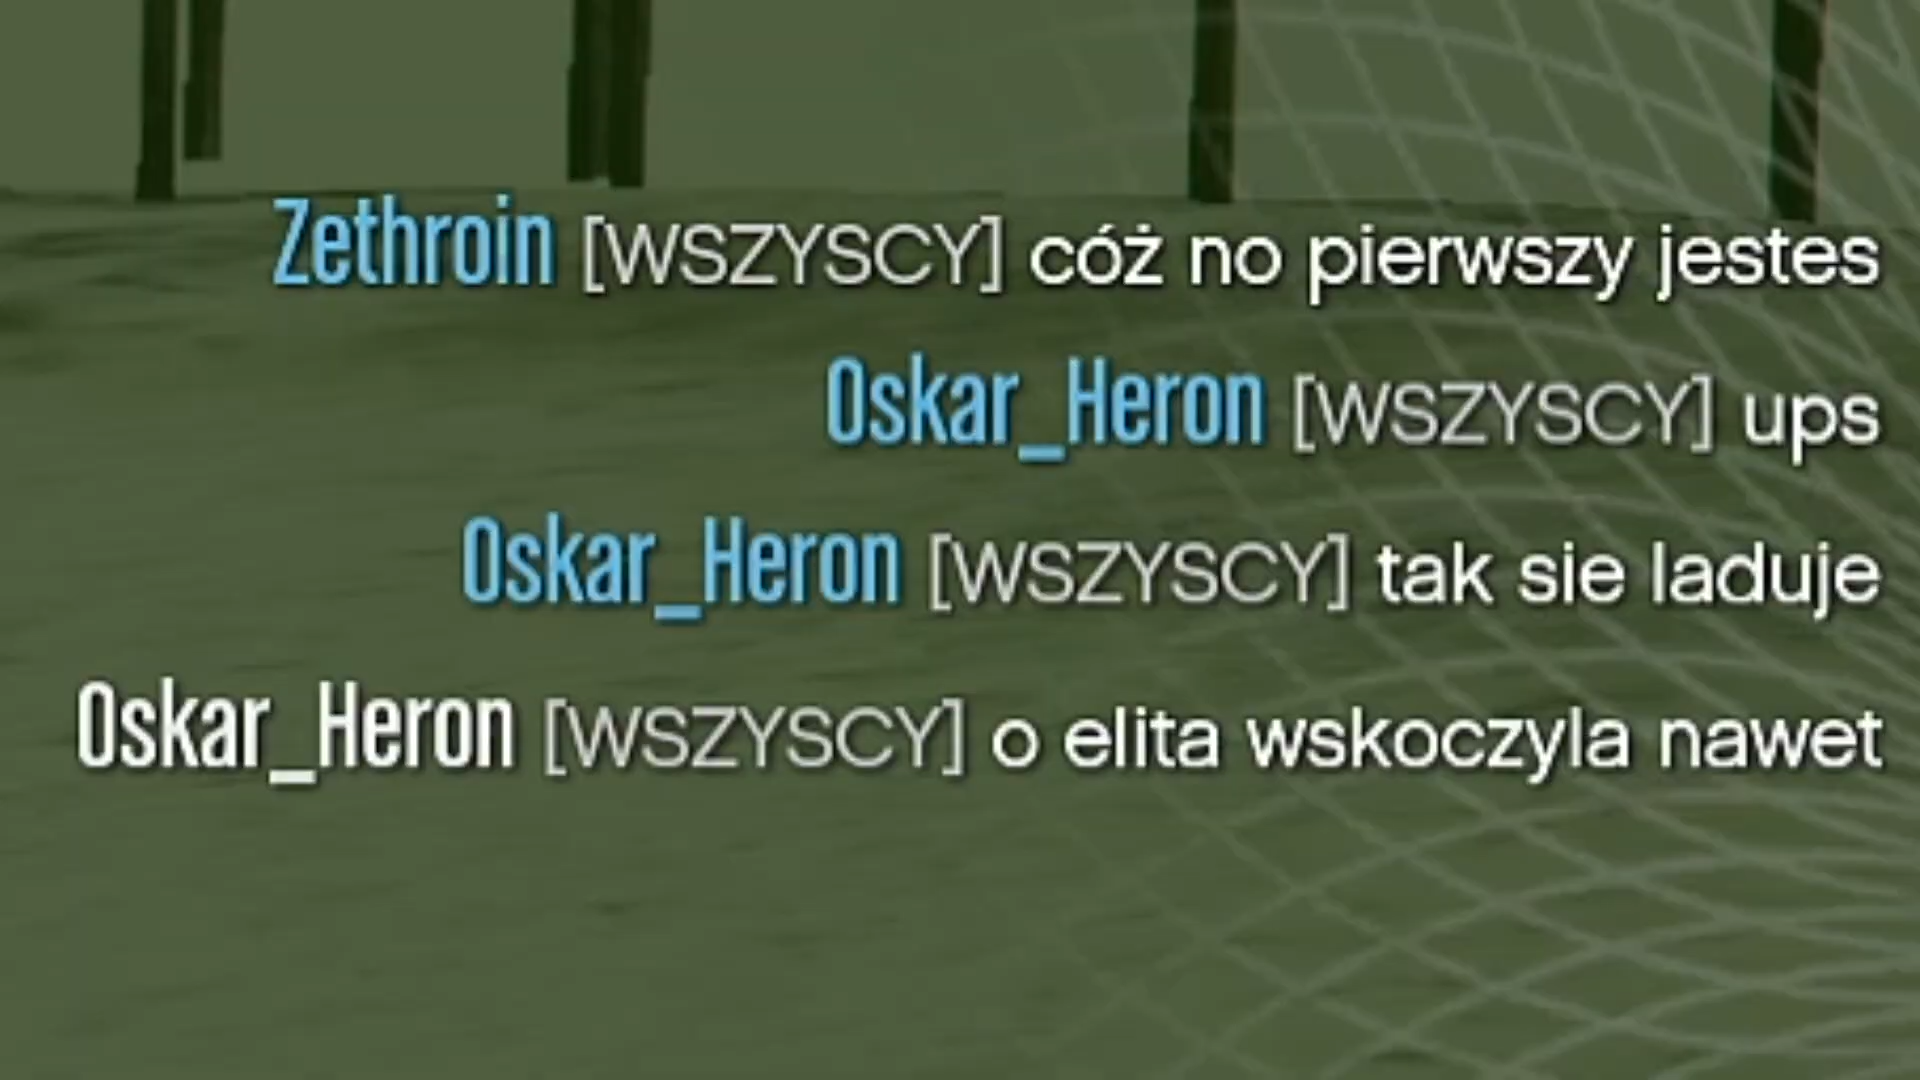 Zethroin [WSZYSCY] cóż no pierwszy jestes
Oskar_Heron [WSZYSCY] ups
Oskar_Heron [WSZYSCY] tak sie laduje
Oskar_Heron [WSZYSCY] o elita wskoczyla nawet